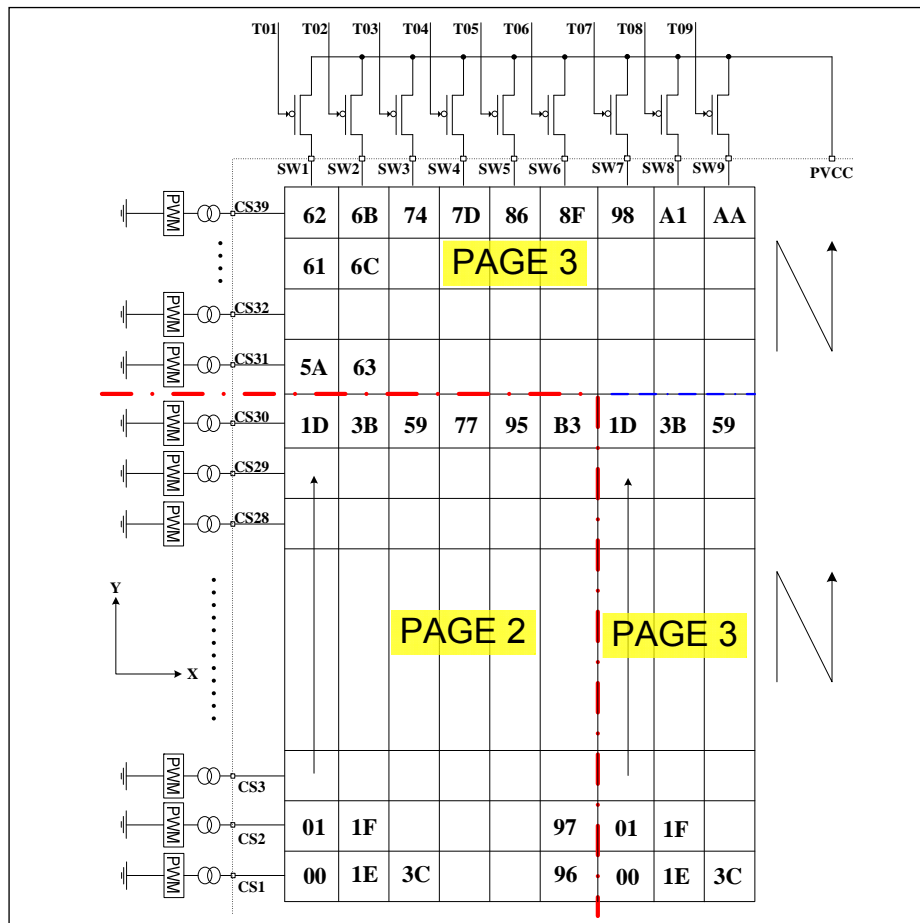 T01 T02 T03 T04 T05 T06 T07 T08 T09
SW1 SW2 SW3 SW4 SW5 SW6 SW7 SW8 SW9 PVCC
PWM CS39 62 6B 74 7D 86 8F 98 A1 AA
61 6C PAGE 3
PWM CS32
PWM CS31 5A 63
PWM CS30 1D 3B 59 77 95 B3 1D 3B 59
PWM CS29
PWM CS28
Y
X
PAGE 2 PAGE 3
PWM CS3
PWM CS2 01 1F 97 01 1F
PWM CS1 00 1E 3C 96 00 1E 3C